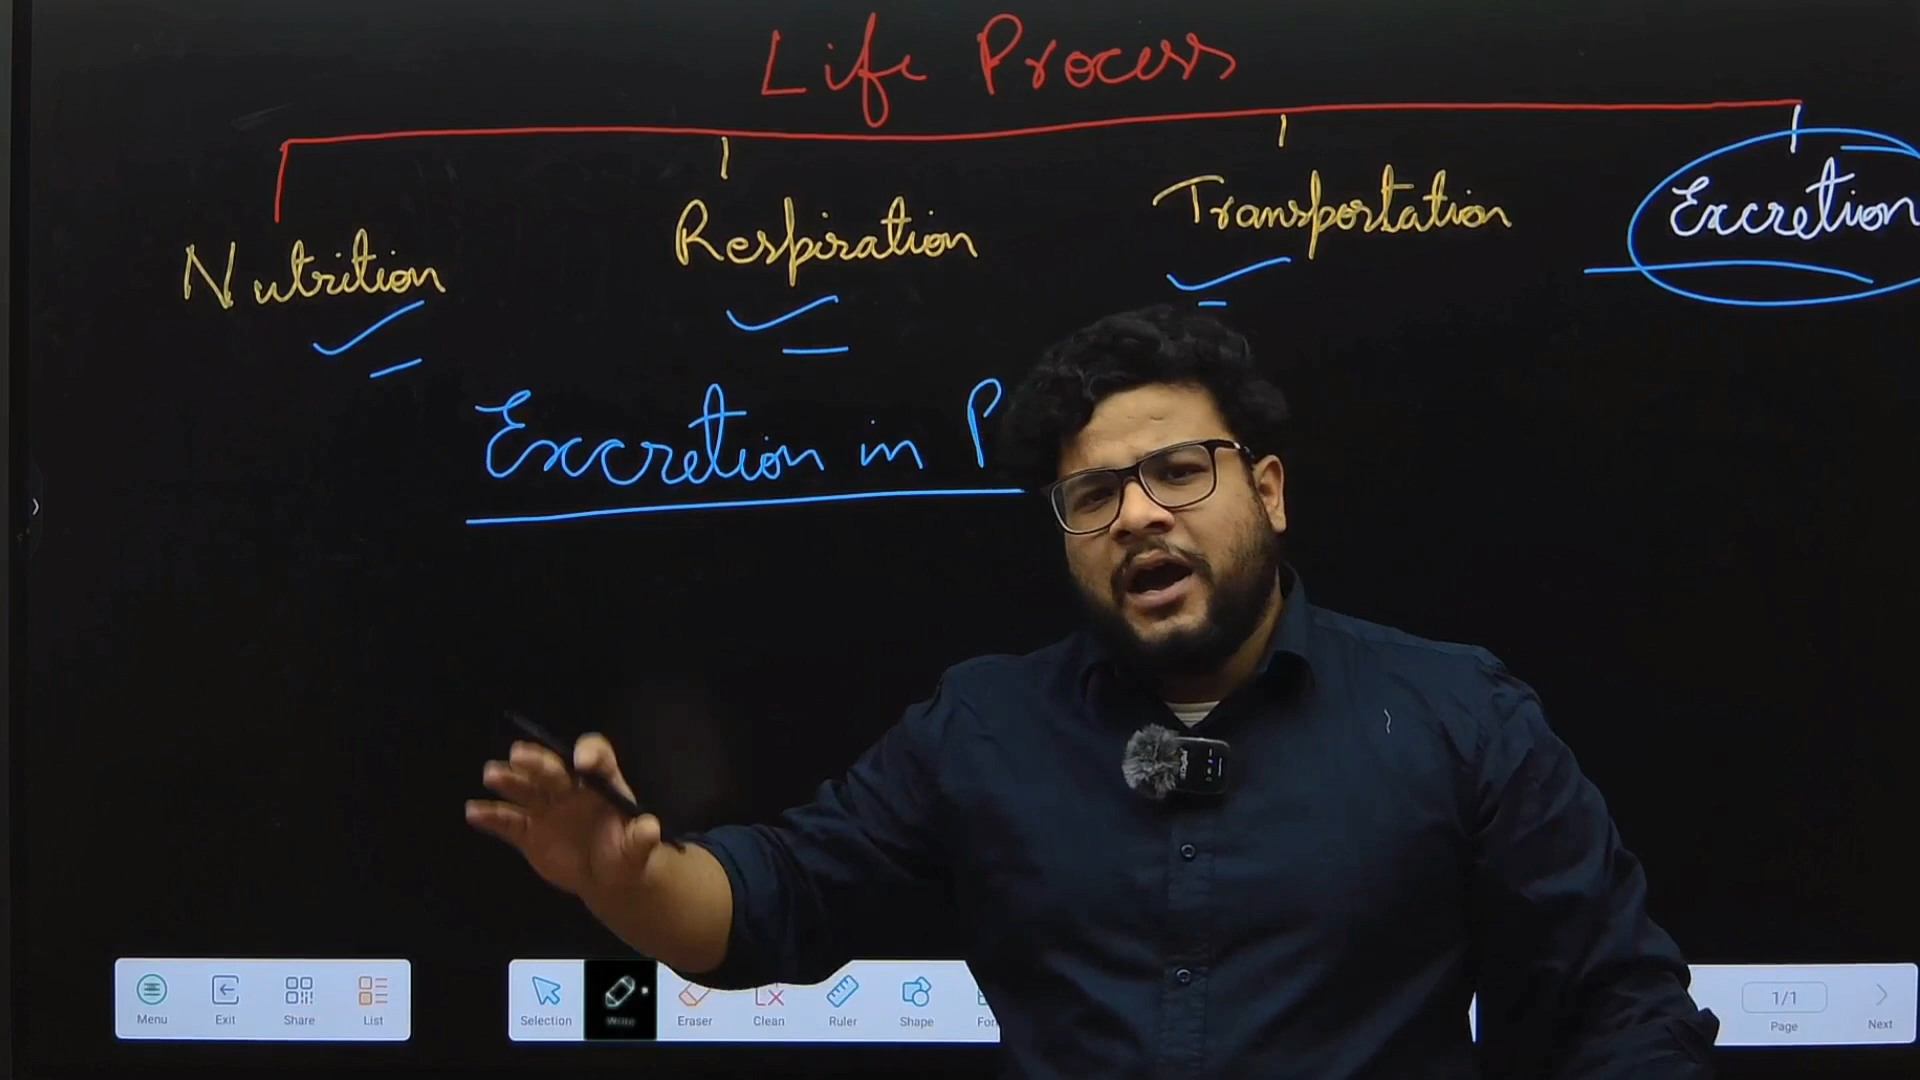 Life Process
Nutrition Respiration Transportation Excretion
Excretion in P
Menu Exit Share List Selection Write Eraser Clean Ruler Shape 1/1 Page Next